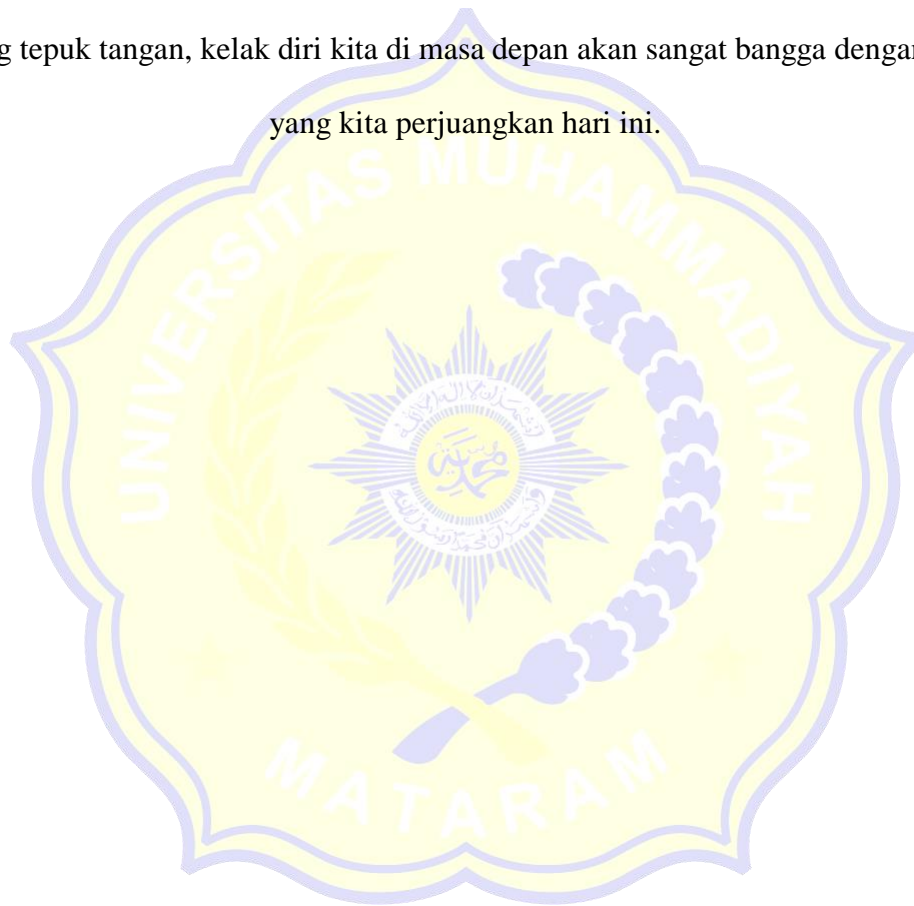 g tepuk tangan, kelak diri kita di masa depan akan sangat bangga dengan
yang kita perjuangkan hari ini.
UNIVERSITAS MUHAMMADIYAH
MATARAM